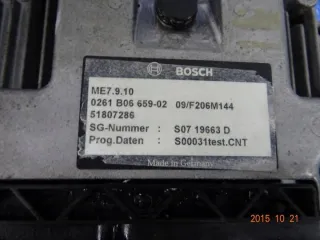 BOSCH
ME7.9.10
0261 B06 659-02 09/F206M144
51807286
SG-Nummer : S07 19663 D
Prog.Daten : S00031test.CNT
Made in Germany
2015 10 21